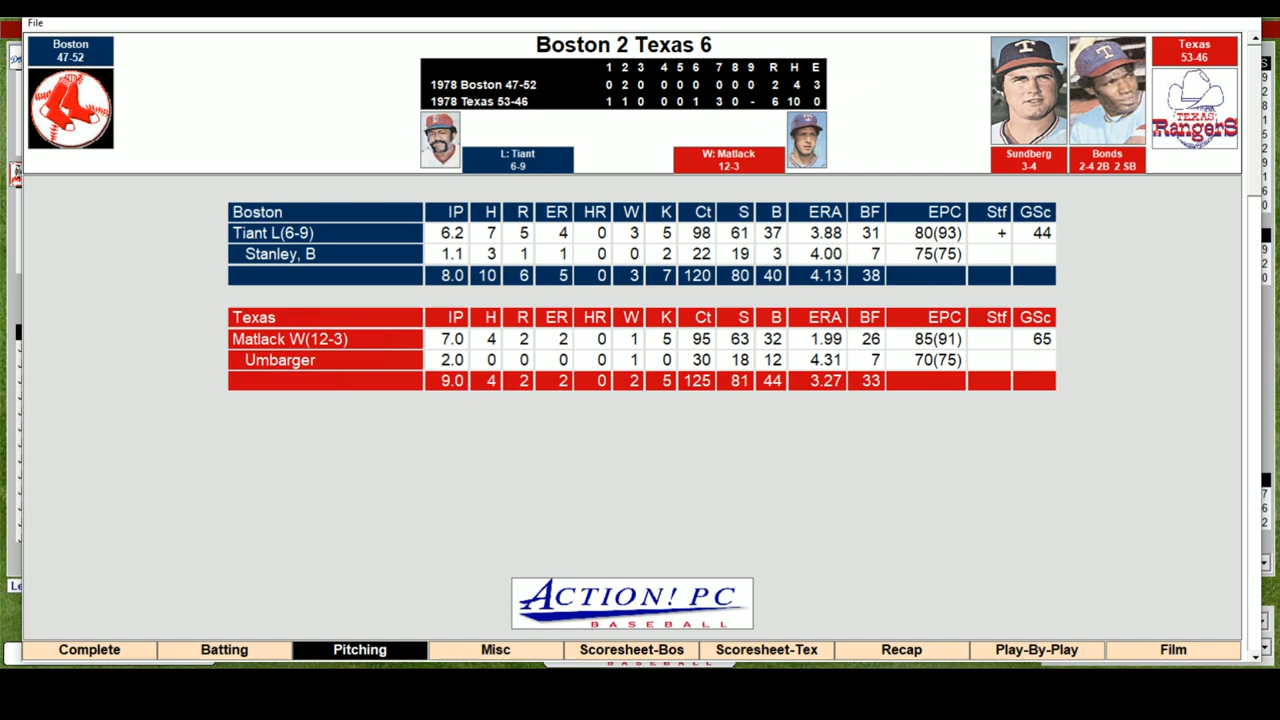 File
Boston
47-52
Boston 2 Texas 6
1 2 3 4 5 6 7 8 9 R H E
1978 Boston 47-52 0 2 0 0 0 0 0 0 0 2 4 3
1978 Texas 53-46 1 1 0 0 0 1 3 0 - 6 10 0
L: Tiant
6-9
W: Matlack
12-3
Sundberg
3-4
Bonds
2-4 2B 2 SB
Texas
53-46
TEXAS
RANGERS
Boston IP H R ER HR W K Ct S B ERA BF EPC Stf GSc
Tiant L(6-9) 6.2 7 5 4 0 3 5 98 61 37 3.88 31 80(93) + 44
Stanley, B 1.1 3 1 1 0 0 2 22 19 3 4.00 7 75(75)
8.0 10 6 5 0 3 7 120 80 40 4.13 38
Texas IP H R ER HR W K Ct S B ERA BF EPC Stf GSc
Matlack W(12-3) 7.0 4 2 2 0 1 5 95 63 32 1.99 26 85(91) 65
Umbarger 2.0 0 0 0 0 1 0 30 18 12 4.31 7 70(75)
9.0 4 2 2 0 2 5 125 81 44 3.27 33
ACTION! PC
BASEBALL
Complete Batting Pitching Misc Scoresheet-Bos Scoresheet-Tex Recap Play-By-Play Film